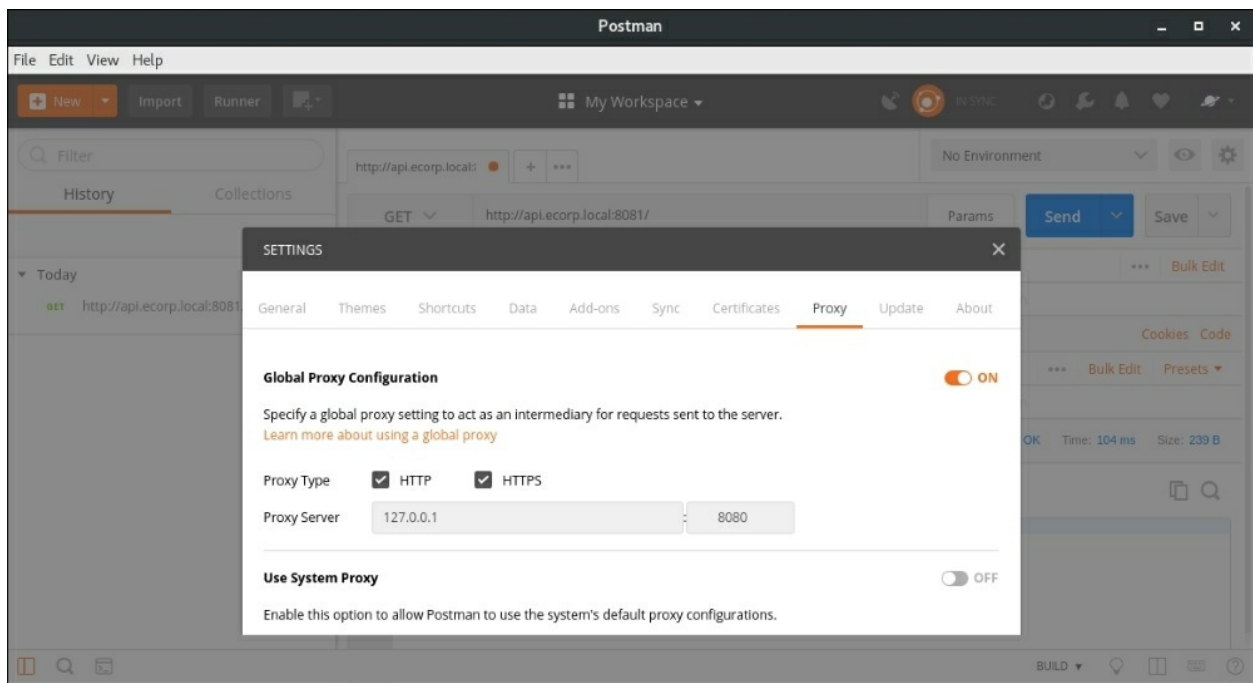 Postman
File Edit View Help
New Import Runner My Workspace IN SYNC
Filter
History Collections
http://api.ecorp.local: + ••• No Environment
GET http://api.ecorp.local:8081/ Params Send Save
Today
GET http://api.ecorp.local:8081
••• Bulk Edit
Cookies Code
••• Bulk Edit Presets
OK Time: 104 ms Size: 239 B
SETTINGS
General Themes Shortcuts Data Add-ons Sync Certificates Proxy Update About
Global Proxy Configuration ON
Specify a global proxy setting to act as an intermediary for requests sent to the server.
Learn more about using a global proxy
Proxy Type HTTP HTTPS
Proxy Server 127.0.0.1 : 8080
Use System Proxy OFF
Enable this option to allow Postman to use the system's default proxy configurations.
BUILD